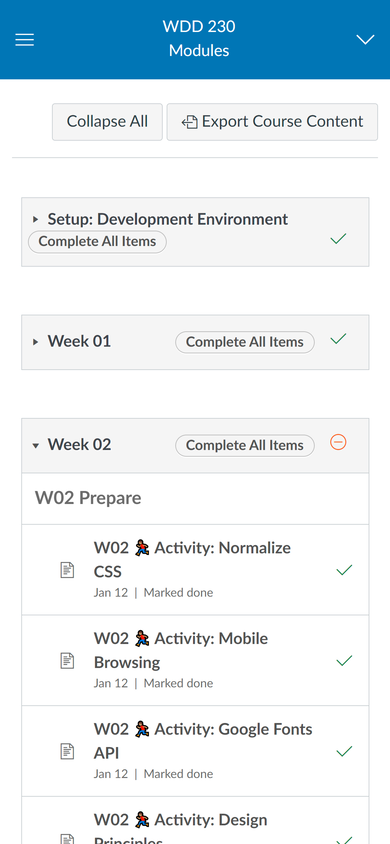 WDD 230
Modules
Collapse All
Export Course Content
Setup: Development Environment
Complete All Items
Week 01
Complete All Items
Week 02
Complete All Items
W02 Prepare
W02 🏃 Activity: Normalize
CSS
Jan 12 | Marked done
W02 🏃 Activity: Mobile
Browsing
Jan 12 | Marked done
W02 🏃 Activity: Google Fonts
API
Jan 12 | Marked done
W02 🏃 Activity: Design
Principles